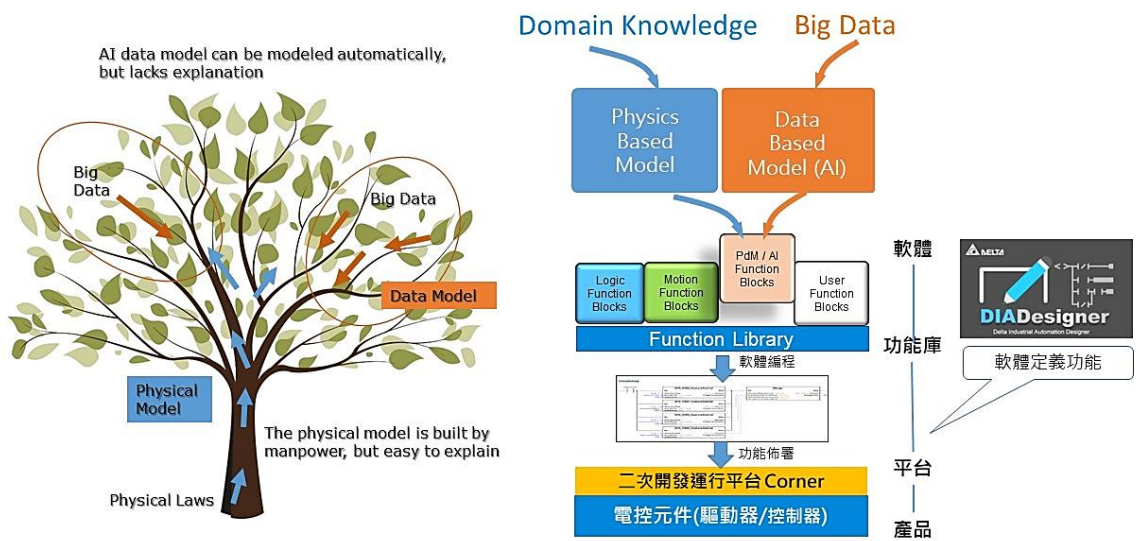 AI data model can be modeled automatically,
but lacks explanation
Big
Data
Big Data
Data Model
Physical
Model
The physical model is built by
manpower, but easy to explain
Physical Laws
Domain Knowledge
Big Data
Physics
Based
Model
Data
Based
Model (AI)
Logic
Function
Blocks
Motion
Function
Blocks
PdM / AI
Function
Blocks
User
Function
Blocks
Function Library
軟體編程
功能佈署
二次開發運行平台 Corner
電控元件(驅動器/控制器)
軟體
功能庫
平台
產品
DELTA
<>
DIADesigner
Delta Industrial Automation Designer
軟體定義功能